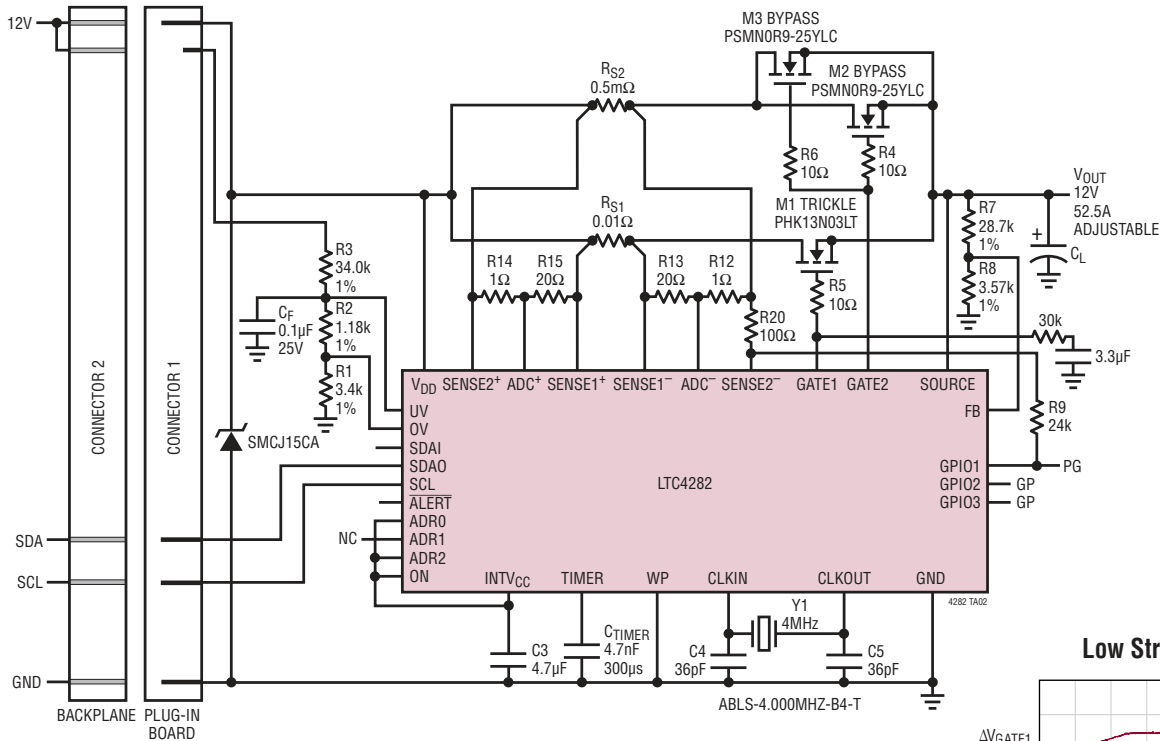 12V
CONNECTOR 2
CONNECTOR 1
SDA
SCL
GND
BACKPLANE
PLUG-IN
BOARD
SMCJ15CA
CF
0.1µF
25V
R3
34.0k
1%
R2
1.18k
1%
R1
3.4k
1%
RS2
0.5mΩ
RS1
0.01Ω
R14
1Ω
R15
20Ω
R13
20Ω
R12
1Ω
R20
100Ω
M3 BYPASS
PSMN0R9-25YLC
M2 BYPASS
PSMN0R9-25YLC
R6
10Ω
R4
10Ω
M1 TRICKLE
PHK13N03LT
R5
10Ω
VOUT
12V
52.5A
ADJUSTABLE
R7
28.7k
1%
R8
3.57k
1%
+
CL
30k
3.3µF
R9
24k
VDD SENSE2+ ADC+ SENSE1+ SENSE1− ADC− SENSE2− GATE1 GATE2 SOURCE
UV
OV
SDAI
SDAO
SCL
ALERT
ADR0
ADR1
ADR2
ON
NC
LTC4282
FB
GPIO1
GPIO2
GPIO3
PG
GP
GP
INTVCC TIMER WP CLKIN CLKOUT GND
4282 TA02
C3
4.7µF
CTIMER
4.7nF
300µs
C4
36pF
Y1
4MHz
C5
36pF
ABLS-4.000MHZ-B4-T
Low Str
ΔVGATE1